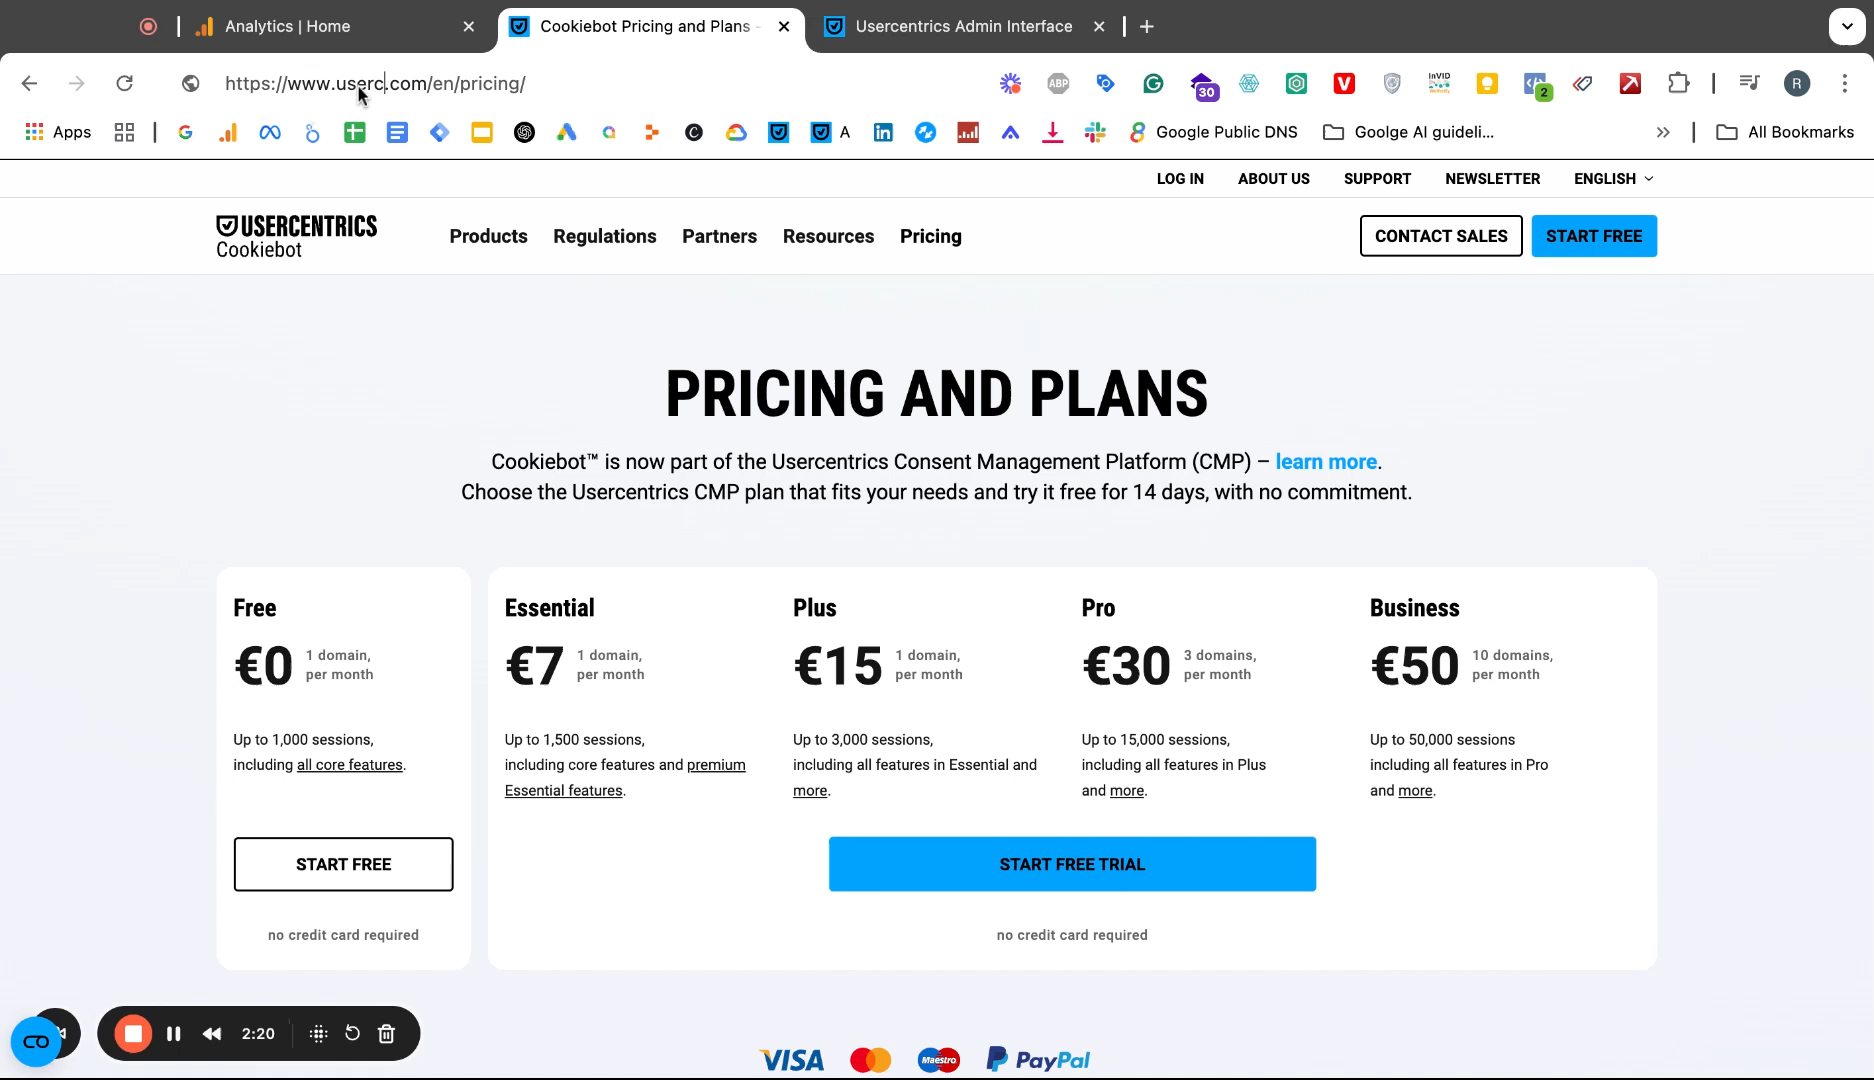 Analytics | Home
Cookiebot Pricing and Plans -
Usercentrics Admin Interface
https://www.userc.com/en/pricing/
ABP
30
V
InVID
2
R
Apps
G
C
A
in
Google Public DNS
Goolge AI guideli...
All Bookmarks
LOG IN
ABOUT US
SUPPORT
NEWSLETTER
ENGLISH
USERCENTRICS
Cookiebot
Products
Regulations
Partners
Resources
Pricing
CONTACT SALES
START FREE
PRICING AND PLANS
Cookiebot™ is now part of the Usercentrics Consent Management Platform (CMP) – learn more.
Choose the Usercentrics CMP plan that fits your needs and try it free for 14 days, with no commitment.
Free
€0 1 domain,
per month
Up to 1,000 sessions,
including all core features.
START FREE
no credit card required
Essential
€7 1 domain,
per month
Up to 1,500 sessions,
including core features and premium
Essential features.
Plus
€15 1 domain,
per month
Up to 3,000 sessions,
including all features in Essential and
more.
Pro
€30 3 domains,
per month
Up to 15,000 sessions,
including all features in Plus
and more.
Business
€50 10 domains,
per month
Up to 50,000 sessions
including all features in Pro
and more.
START FREE TRIAL
no credit card required
2:20
VISA
Maestro
PayPal